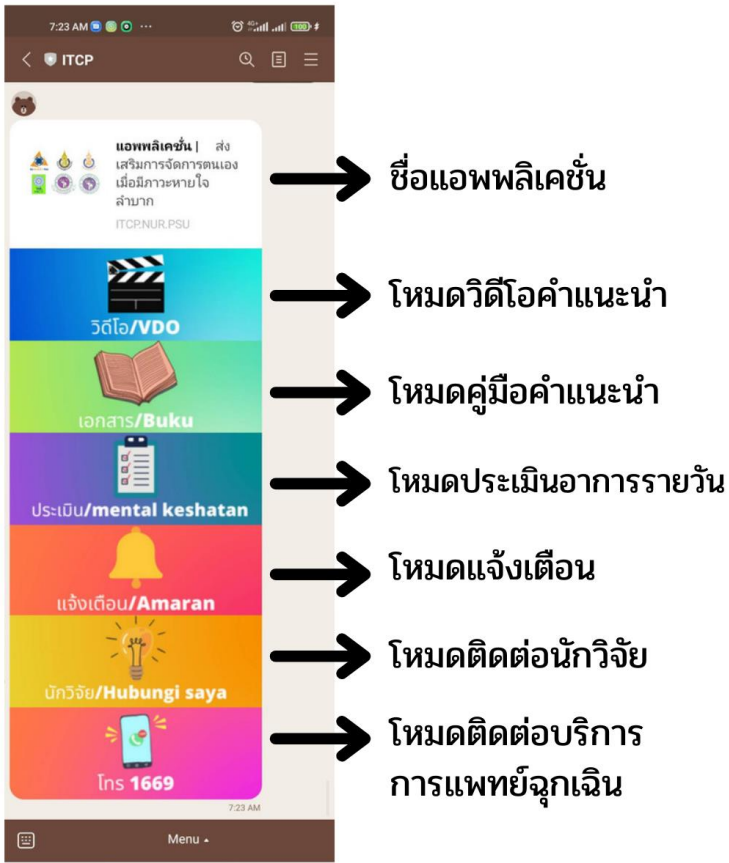 7:23 AM
4G+
100
ITCP
แอพพลิเคชั่น | ส่ง
เสริมการจัดการตนเอง
เมื่อมีภาวะหายใจ
ลำบาก
ITCP.NUR.PSU
ชื่อแอพพลิเคชั่น
วิดีโอ/VDO
โหมดวิดีโอคำแนะนำ
เอกสาร/Buku
โหมดคู่มือคำแนะนำ
ประเมิน/mental keshatan
โหมดประเมินอาการรายวัน
แจ้งเตือน/Amaran
โหมดแจ้งเตือน
นักวิจัย/Hubungi saya
โหมดติดต่อนักวิจัย
โทร 1669
โหมดติดต่อบริการ
การแพทย์ฉุกเฉิน
7:23 AM
Menu